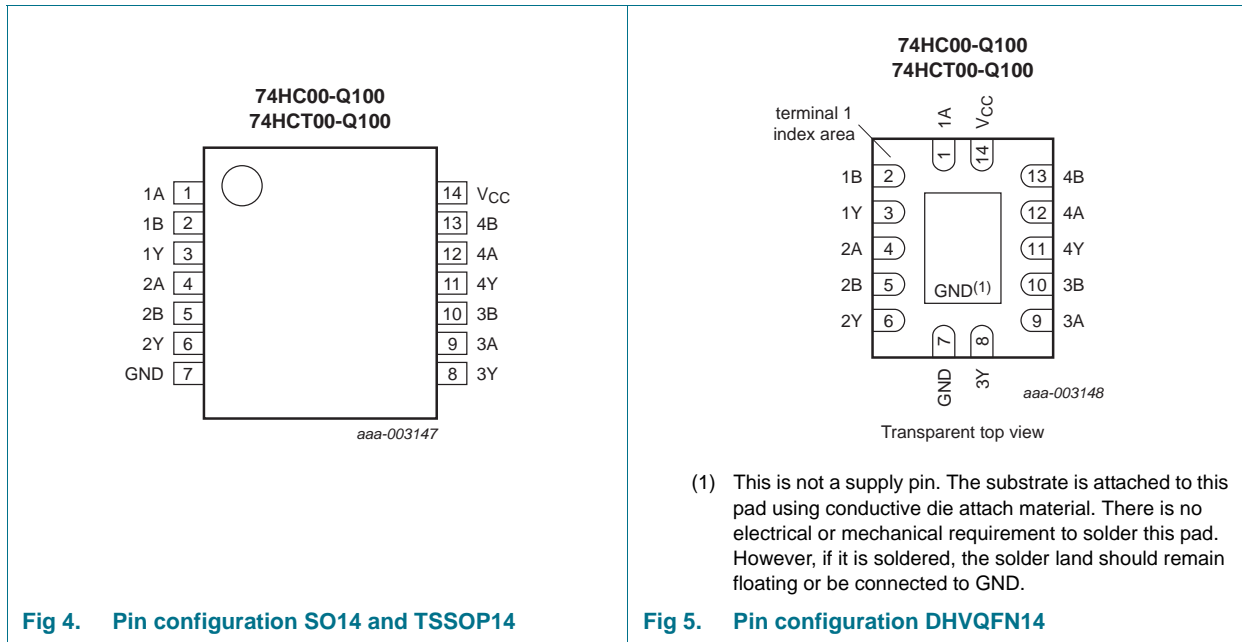 74HC00-Q100
74HCT00-Q100
1A 1
14 VCC
1B 2
13 4B
1Y 3
12 4A
2A 4
11 4Y
2B 5
10 3B
2Y 6
9 3A
GND 7
8 3Y
aaa-003147
Fig 4. Pin configuration SO14 and TSSOP14
74HC00-Q100
74HCT00-Q100
terminal 1
index area
1A
VCC
1
14
1B 2
13 4B
1Y 3
12 4A
2A 4
11 4Y
2B 5
10 3B
GND(1)
2Y 6
9 3A
7
8
GND
3Y
aaa-003148
Transparent top view
(1) This is not a supply pin. The substrate is attached to this
pad using conductive die attach material. There is no
electrical or mechanical requirement to solder this pad.
However, if it is soldered, the solder land should remain
floating or be connected to GND.
Fig 5. Pin configuration DHVQFN14